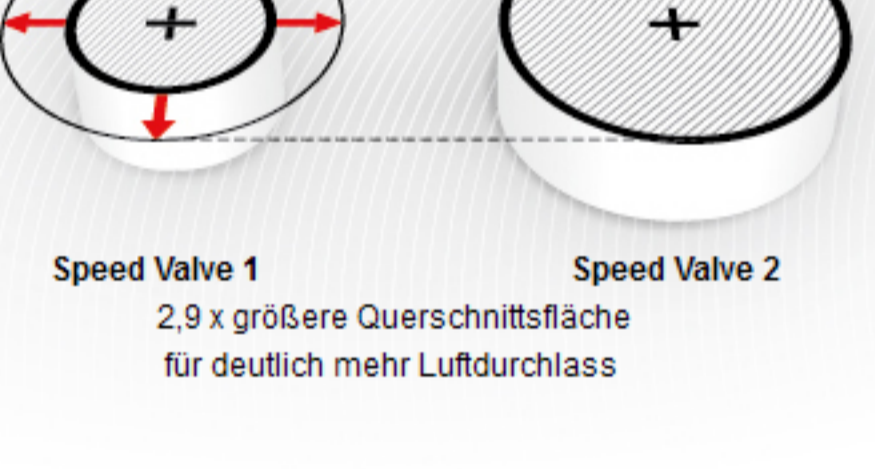 Speed Valve 1 Speed Valve 2
2,9 x größere Querschnittsfläche
für deutlich mehr Luftdurchlass